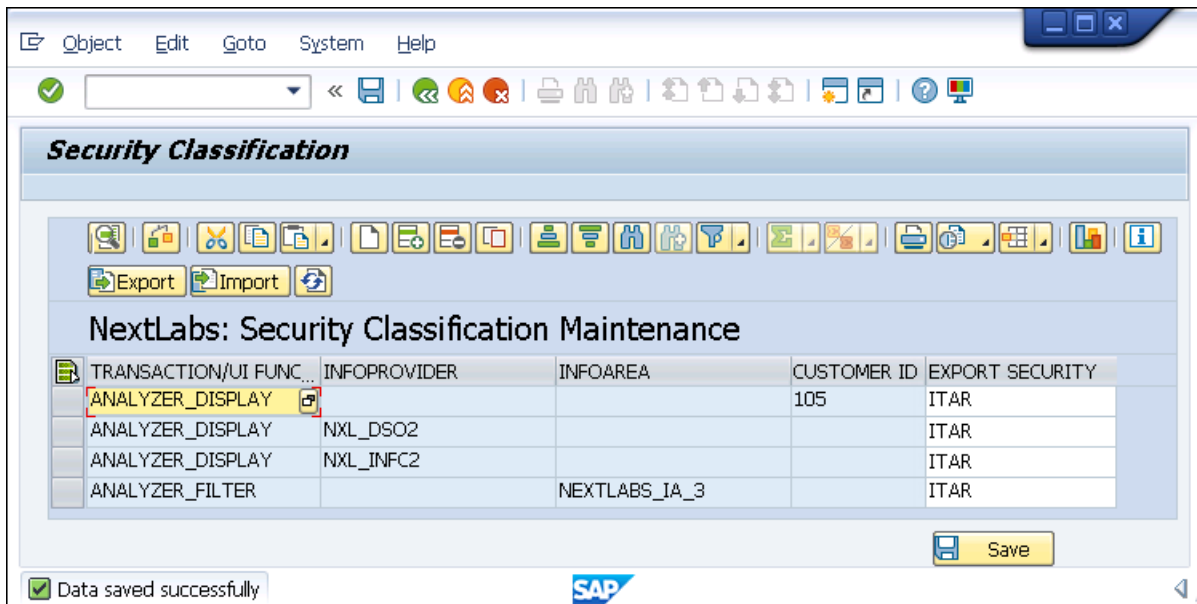 Object Edit Goto System Help
Security Classification
Export Import
NextLabs: Security Classification Maintenance
TRANSACTION/UI FUNC... INFOPROVIDER INFOAREA CUSTOMER ID EXPORT SECURITY
ANALYZER_DISPLAY 105 ITAR
ANALYZER_DISPLAY NXL_DSO2 ITAR
ANALYZER_DISPLAY NXL_INFC2 ITAR
ANALYZER_FILTER NEXTLABS_IA_3 ITAR
Save
Data saved successfully SAP